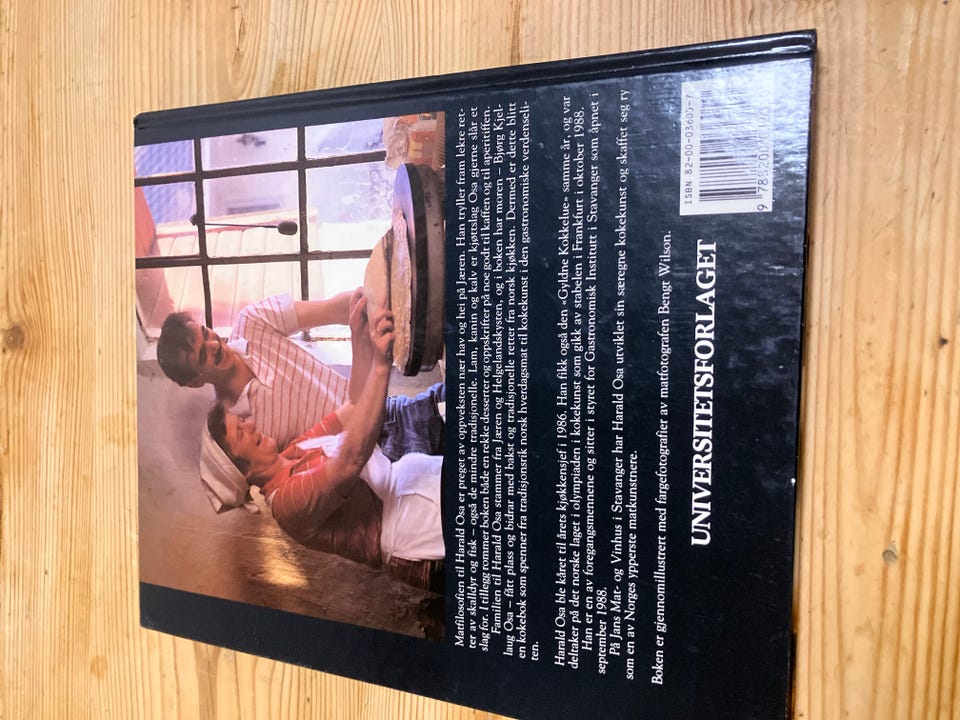 Matfilosofien til Harald Osa er preget av oppveksten nær hav og hei på Jæren. Han tryller fram lekre ret-
ter av skalldyr og fisk – også de mindre tradisjonelle. Lam, kanin og kalv er kjøttslag Osa gjerne slår et
slag for. I tillegg rommer boken både en rekke desserter og oppskrifter på noe godt til kaffen og til aperitiffen.
Familien til Harald Osa stammer fra Jæren og Helgelandskysten, og i boken har moren – Bjørg Kjel-
laug Osa – fått plass og bidrar med bakst og tradisjonelle retter fra norsk kjøkken. Dermed er dette blitt
en kokebok som spenner fra tradisjonsrik norsk hverdagsmat til kokekunst i den gastronomiske verdenseli-
ten.
Harald Osa ble kåret til årets kjøkkensjef i 1986. Han fikk også den «Gyldne Kokkelue» samme år, og var
deltaker på det norske laget i olympiaden i kokekunst som gikk av stabelen i Frankfurt i oktober 1988.
Han er en av foregangsmennene og sitter i styret for Gastronomisk Institutt i Stavanger som åpnet i
september 1988.
På Jans Mat- og Vinhus i Stavanger har Harald Osa utviklet sin særegne kokekunst og skaffet seg ry
som en av Norges ypperste matkunstnere.
Boken er gjennomillustrert med fargefotografier av matfotografen Bengt Wilson.
UNIVERSITETSFORLAGET
ISBN 82-00-03603-7